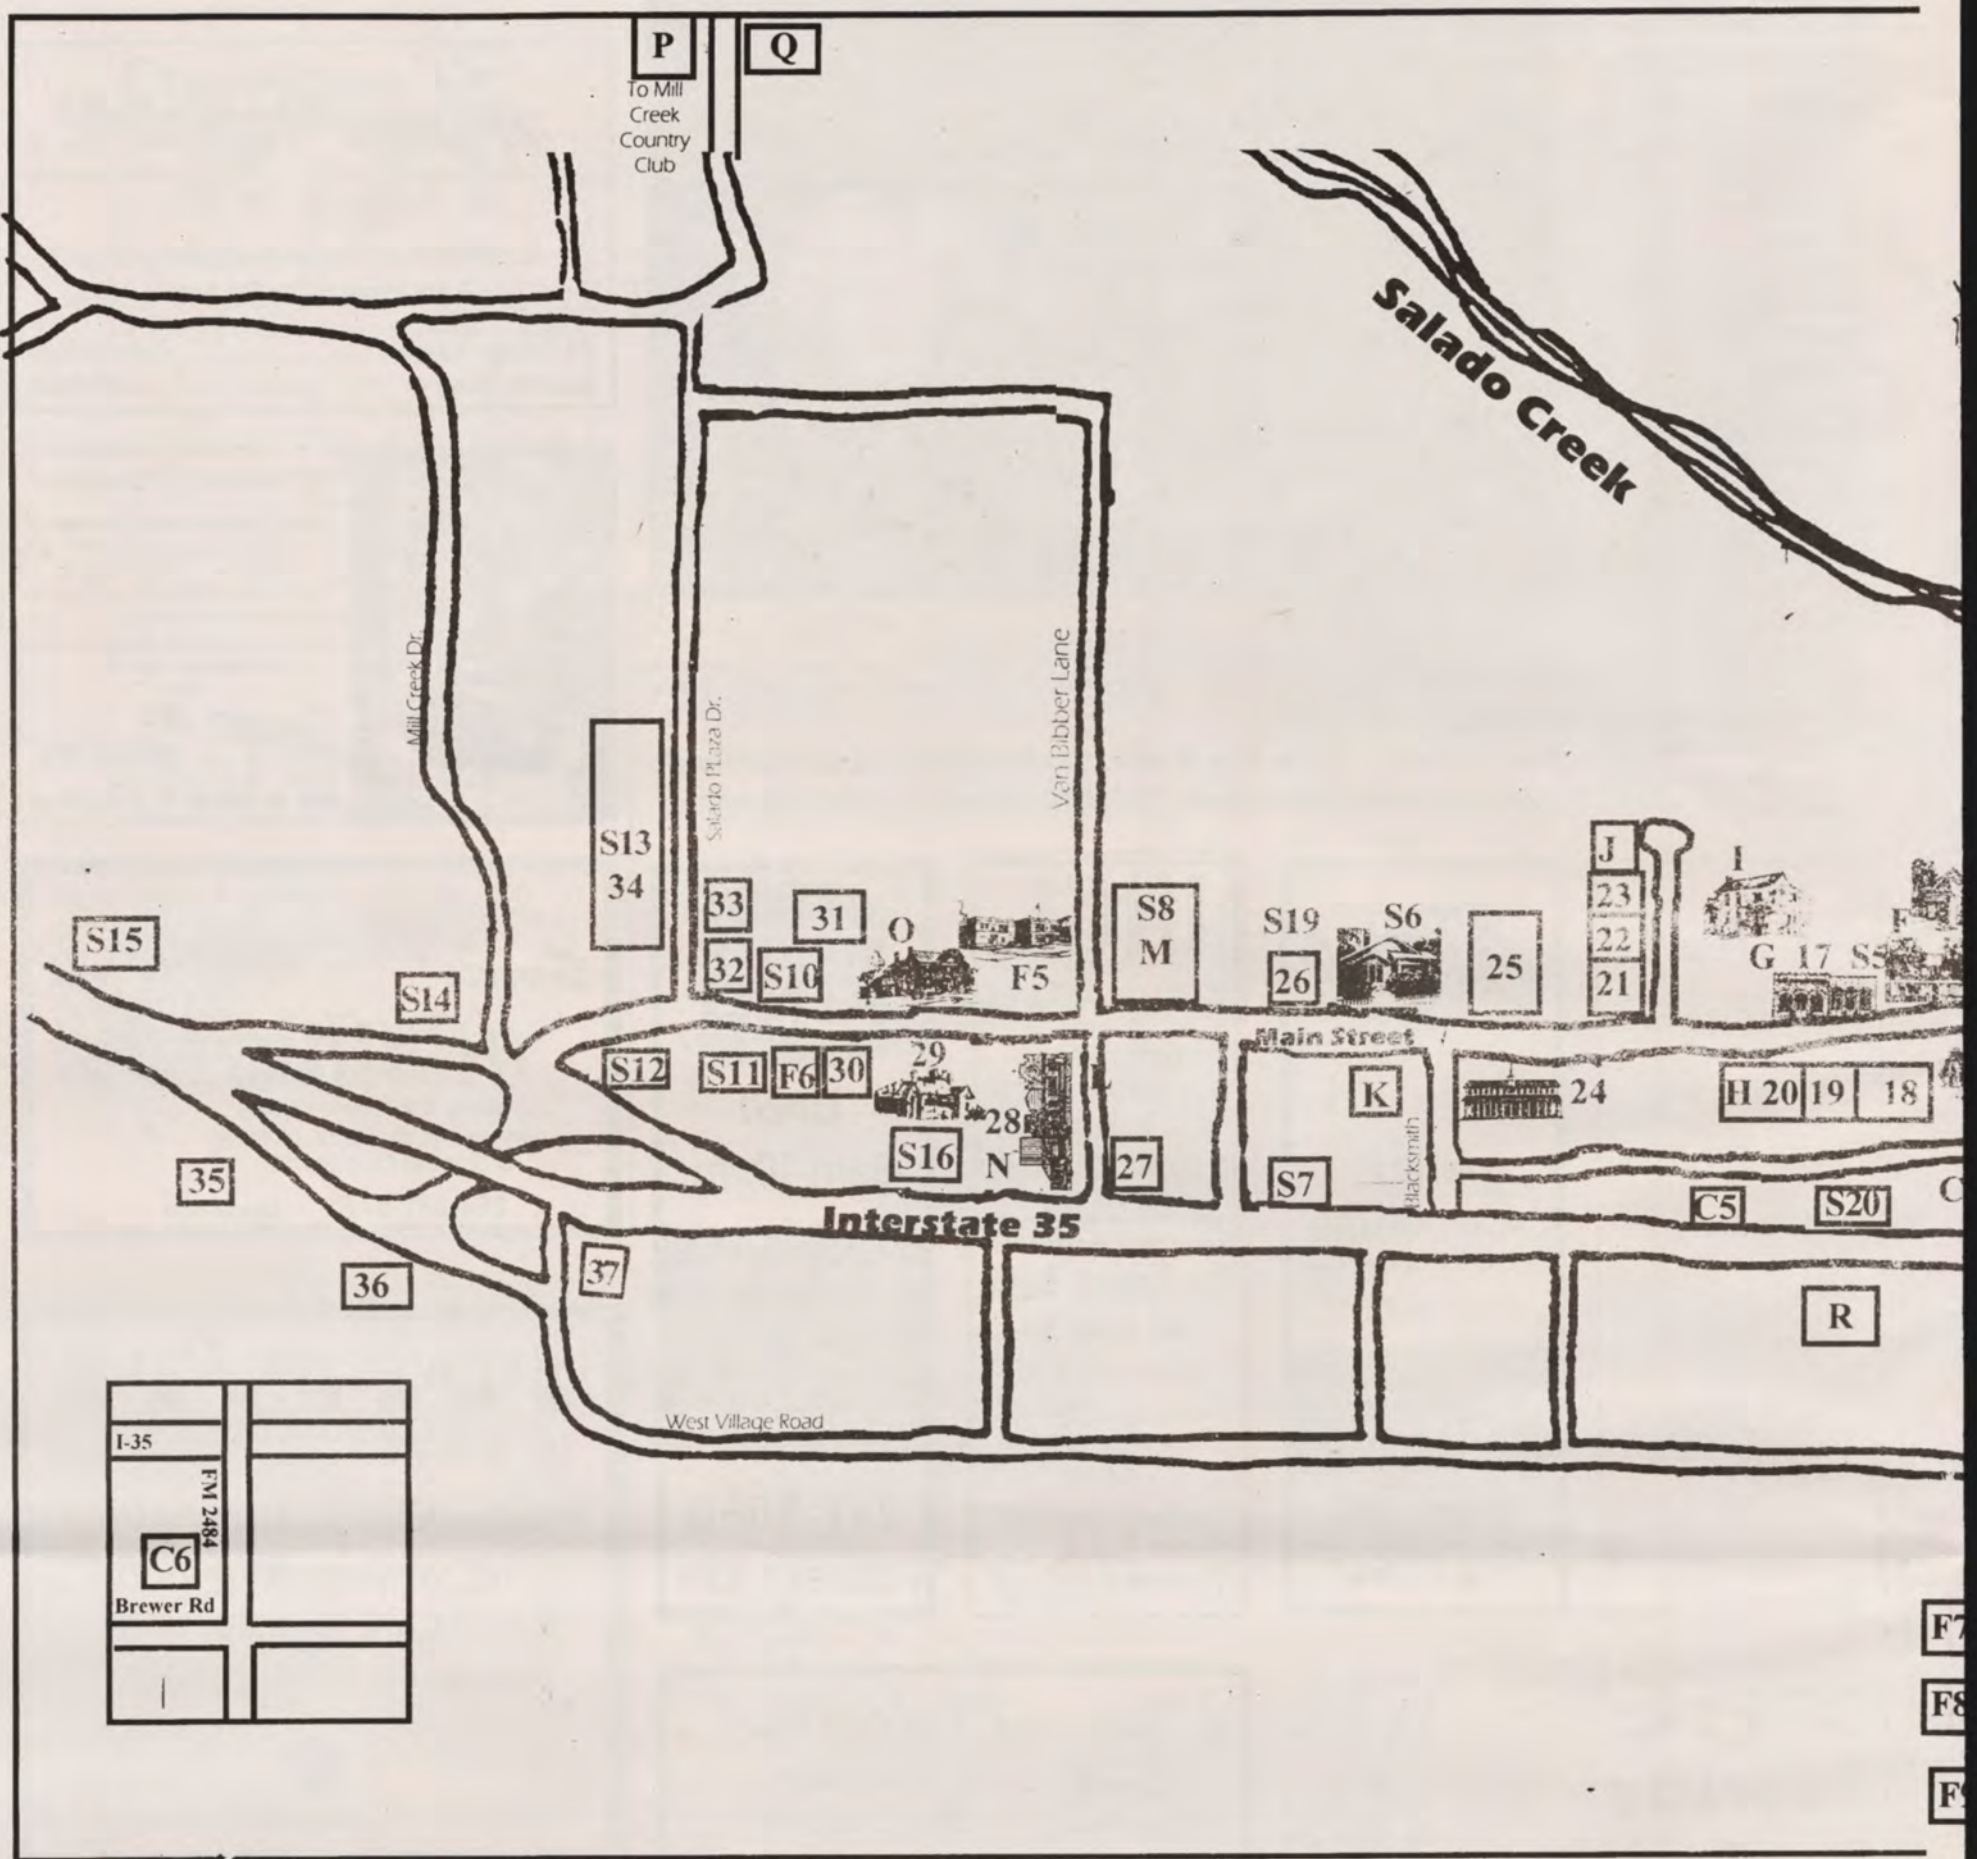 P
Q
To Mill
Creek
Country
Club
Salado Creek
Mill Creek Dr.
Salado PLaza Dr.
Van Bibber Lane
S13
34
33
32
S10
31
O
F5
S8
M
S19
26
S6
25
J
23
22
21
I
G 17
F
S15
S14
Main Street
S12
S11
F6
30
29
28
N
S16
L
27
K
S7
Blacksmith
24
H 20
19
18
C5
S20
35
36
37
Interstate 35
R
West Village Road
I-35
FM 2484
C6
Brewer Rd
F7
F8